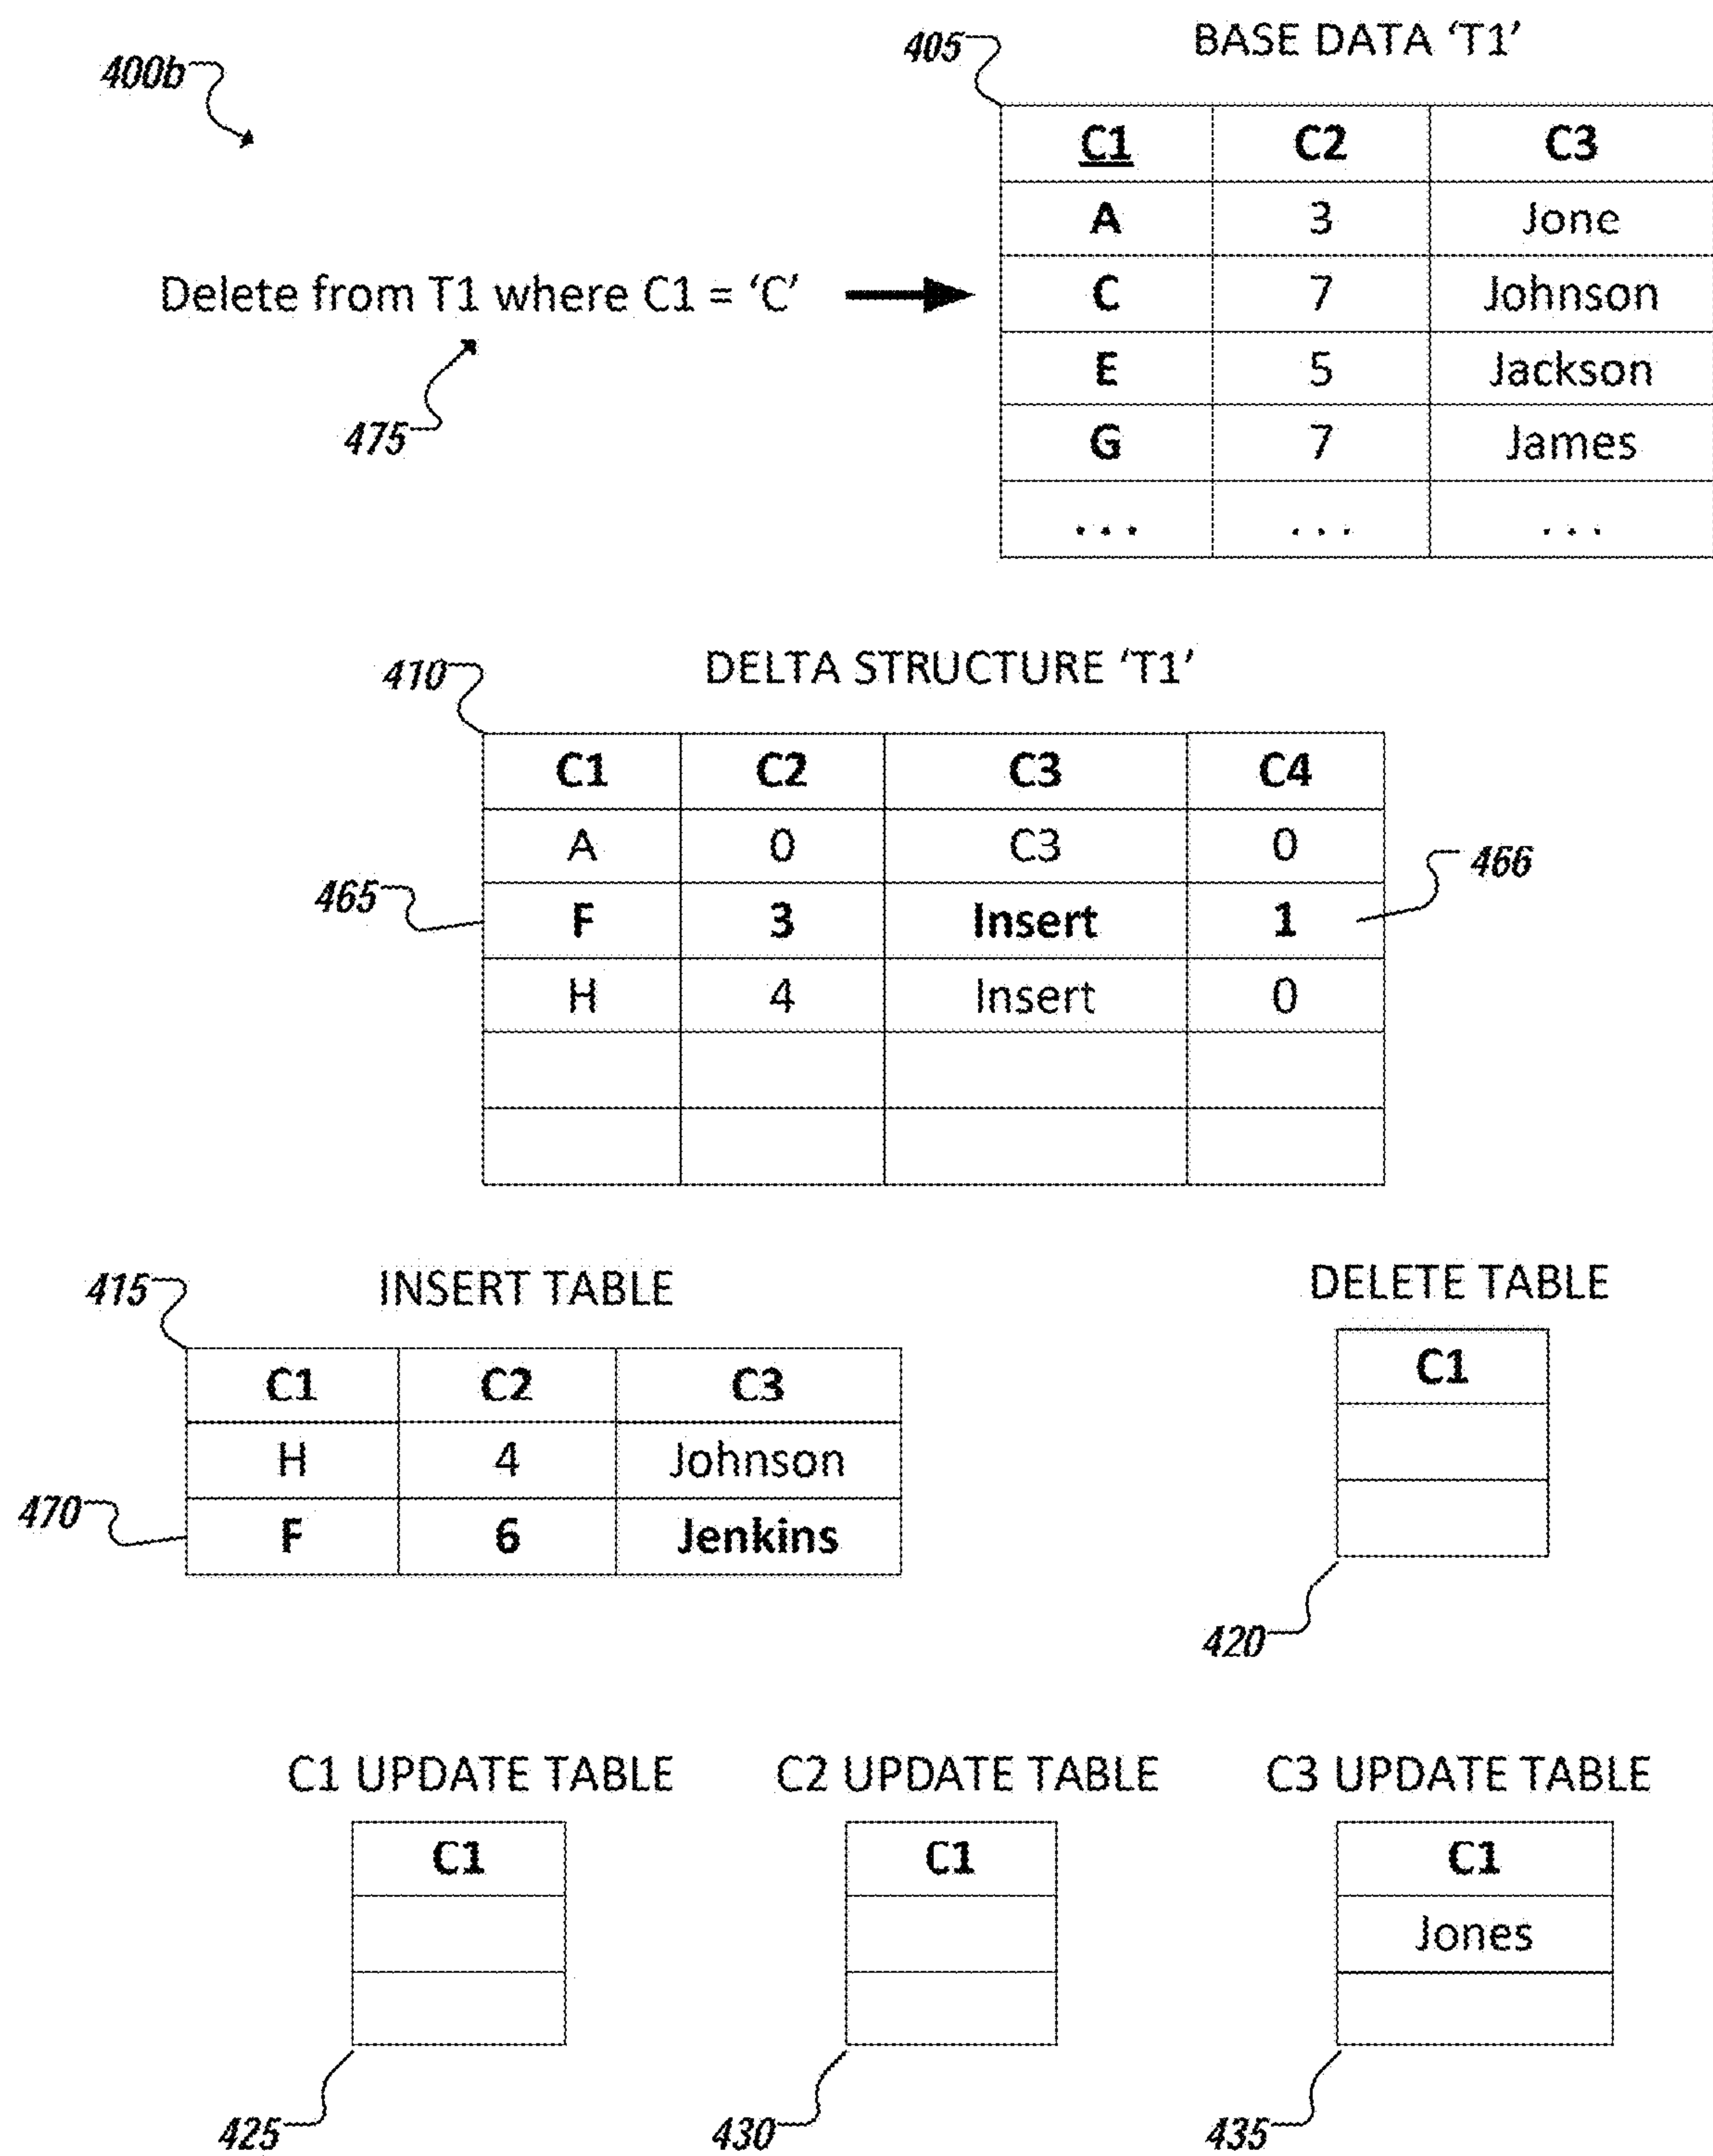 405 BASE DATA ‘T1’
400b
C1 C2 C3
A 3 Jone
Delete from T1 where C1 = ‘C’
C 7 Johnson
E 5 Jackson
475
G 7 James
... ... ...
410 DELTA STRUCTURE ‘T1’
C1 C2 C3 C4
A 0 C3 0
465 F 3 Insert 1 466
H 4 Insert 0
415 INSERT TABLE
C1 C2 C3
H 4 Johnson
470 F 6 Jenkins
DELETE TABLE
C1
420
C1 UPDATE TABLE
C1
425
C2 UPDATE TABLE
C1
430
C3 UPDATE TABLE
C1
Jones
435